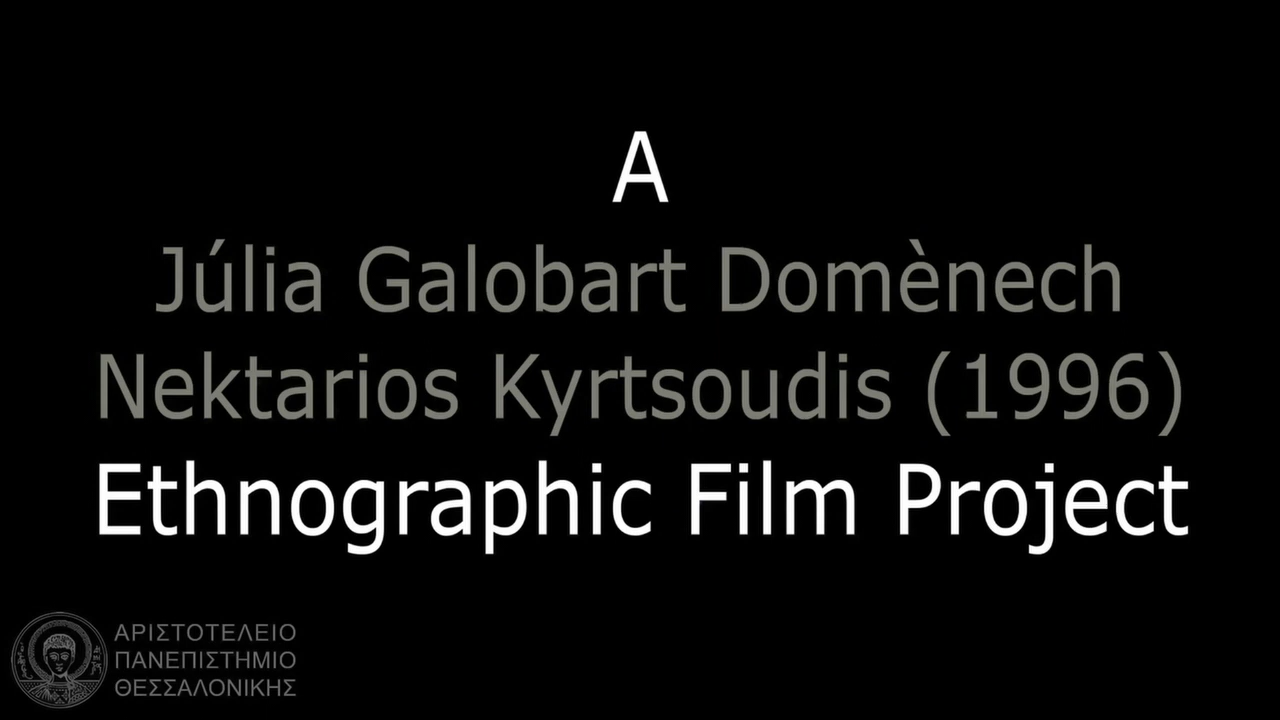 A
Júlia Galobart Domènech
Nektarios Kyrtsoudis (1996)
Ethnographic Film Project
ΑΡΙΣΤΟΤΕΛΕΙΟ
ΠΑΝΕΠΙΣΤΗΜΙΟ
ΘΕΣΣΑΛΟΝΙΚΗΣ